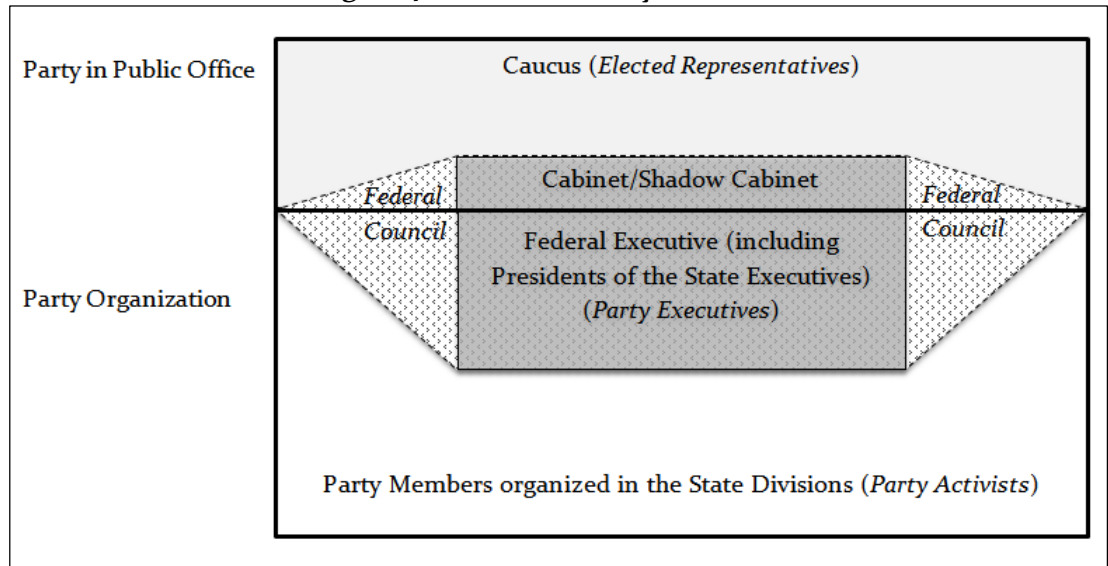 Party in Public Office
Caucus (Elected Representatives)
Cabinet/Shadow Cabinet
Federal
Council
Federal
Council
Federal Executive (including
Presidents of the State Executives)
(Party Executives)
Party Organization
Party Members organized in the State Divisions (Party Activists)